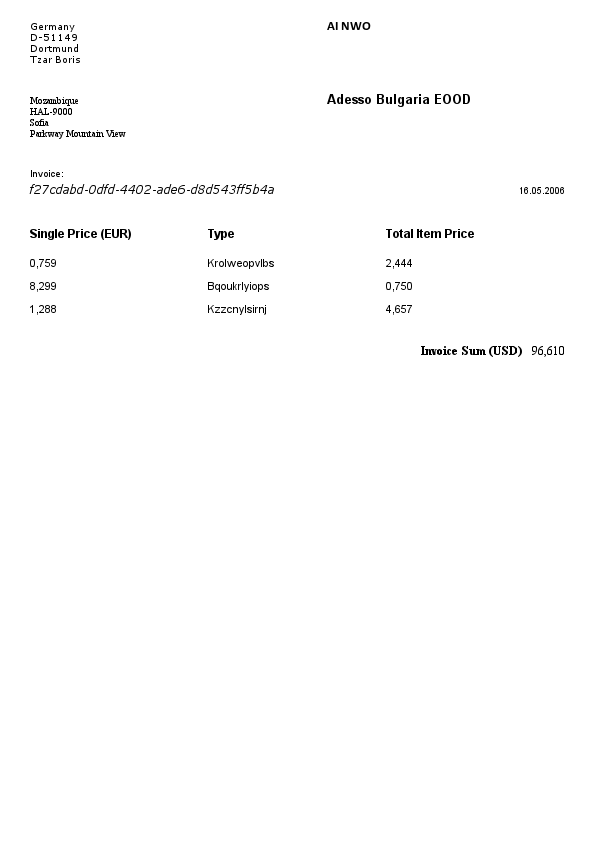 Germany
D-51149
Dortmund
Tzar Boris
AI NWO
Mozambique
HAL-9000
Sofia
Parkway Mountain View
Adesso Bulgaria EOOD
Invoice:
f27cdabd-0dfd-4402-ade6-d8d543ff5b4a
16.05.2006
Single Price (EUR) Type Total Item Price
0,759 Krolweopvlbs 2,444
8,299 Bqoukrlyiops 0,750
1,288 Kzzcnylsirnj 4,657
Invoice Sum (USD) 96,610